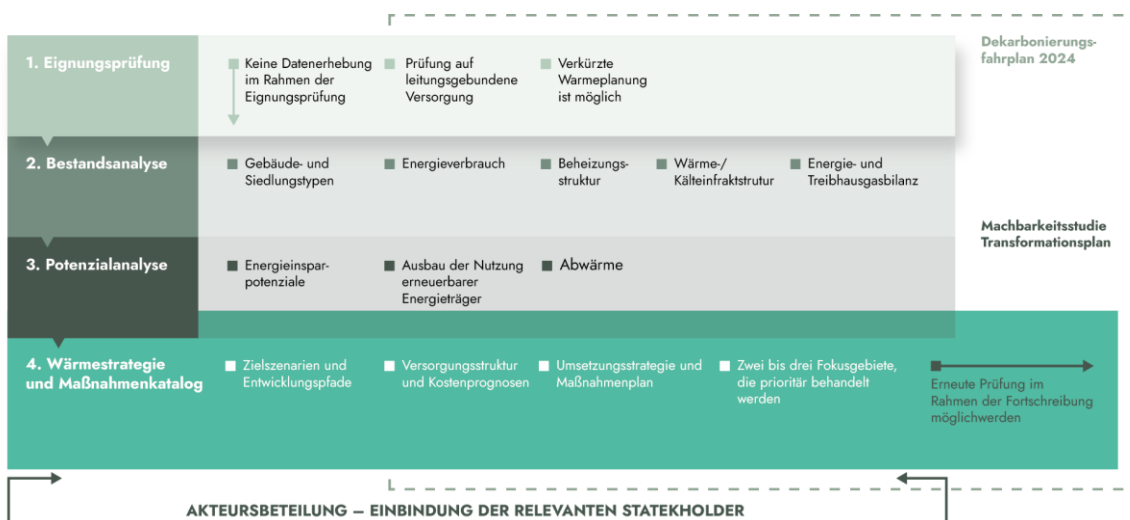 Dekarbonierungs-
fahrplan 2024
1. Eignungsprüfung
Keine Datenerhebung
im Rahmen der
Eignungsprüfung
Prüfung auf
leitungsgebundene
Versorgung
Verkürzte
Warmeplanung
ist möglich
2. Bestandsanalyse
Gebäude- und
Siedlungstypen
Energieverbrauch
Beheizungs-
struktur
Wärme-/
Kälteinfraktstrutur
Energie- und
Treibhausgasbilanz
Machbarkeitsstudie
Transformationsplan
3. Potenzialanalyse
Energieinspar-
potenziale
Ausbau der Nutzung
erneuerbarer
Energieträger
Abwärme
4. Wärmestrategie
und Maßnahmenkatalog
Zielszenarien und
Entwicklungspfade
Versorgungsstruktur
und Kostenprognosen
Umsetzungsstrategie und
Maßnahmenplan
Zwei bis drei Fokusgebiete,
die prioritär behandelt
werden
Erneute Prüfung im
Rahmen der Fortschreibung
möglichwerden
AKTEURSBETEILUNG – EINBINDUNG DER RELEVANTEN STATEKHOLDER